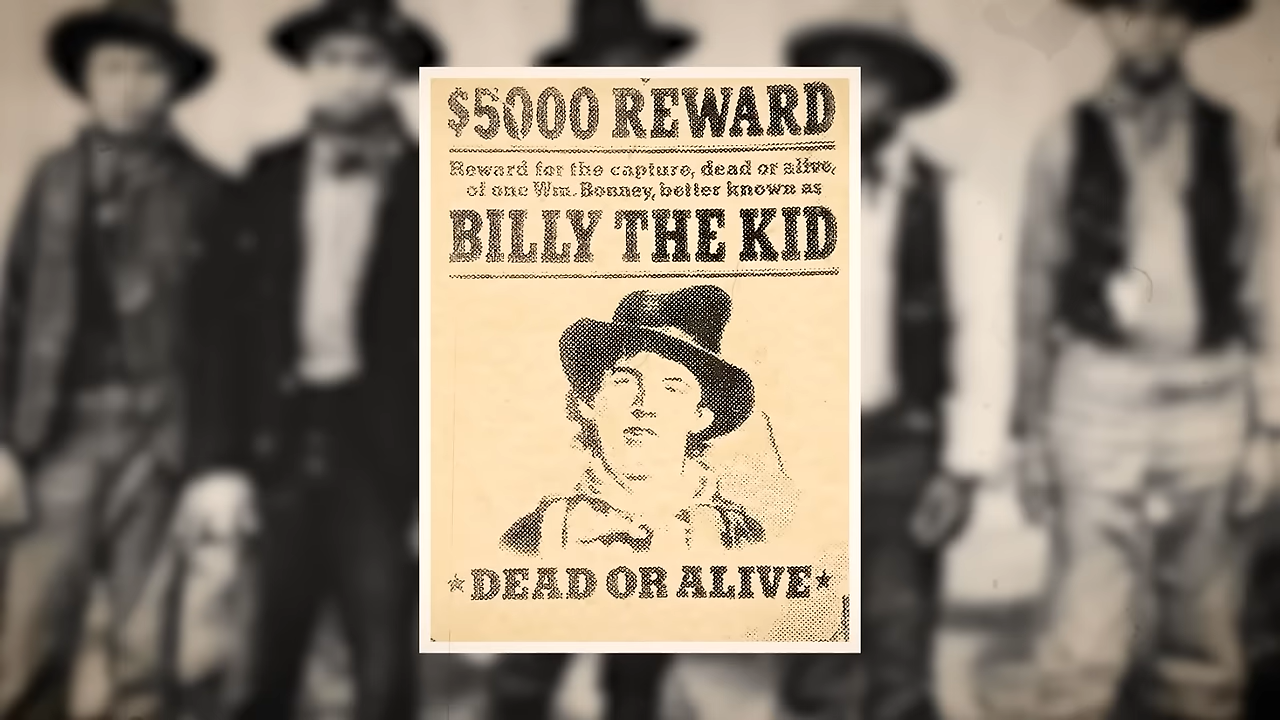 $5000 REWARD
Reward for the capture, dead or alive,
of one Wm. Bonney, better known as
BILLY THE KID
★DEAD OR ALIVE★